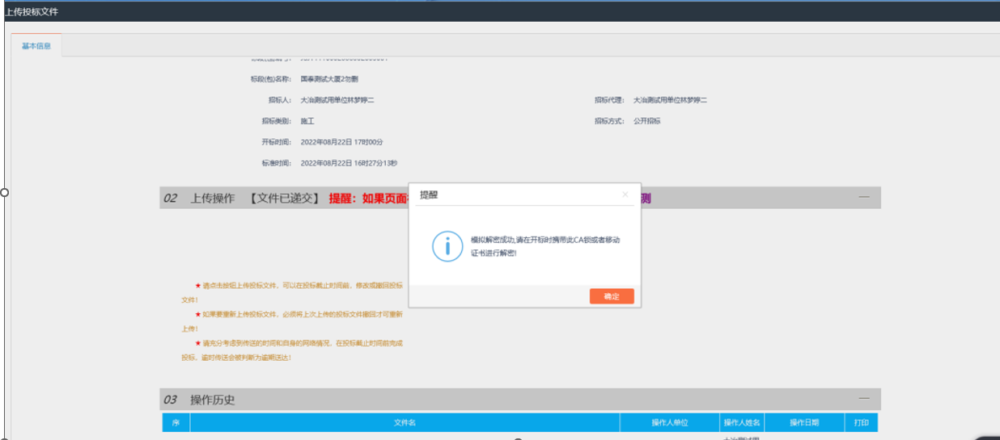 上传投标文件
基本信息
标段(包)名称: 国泰测试大厦2勿删
招标人: 大冶测试用单位林梦婷二 招标代理: 大冶测试用单位林梦婷二
招标类别: 施工 招标方式: 公开招标
开标时间: 2022年08月22日 17时00分
标准时间: 2022年08月22日 16时27分13秒
02 上传操作 【文件已递交】 提醒：如果页面 测
提醒
模拟解密成功,请在开标时携带此CA锁或者移动
证书进行解密!
确定
★ 请点击按钮上传投标文件，可以在投标截止时间前，修改或撤回投标
文件!
★ 如果要重新上传投标文件，必须将上次上传的投标文件撤回才可重新
上传!
★ 请充分考虑到传送的时间和自身的网络情况，在投标截止时间前完成
投标，逾时传送会被判断为逾期送达!
03 操作历史
序 文件名 操作人单位 操作人姓名 操作日期 打印